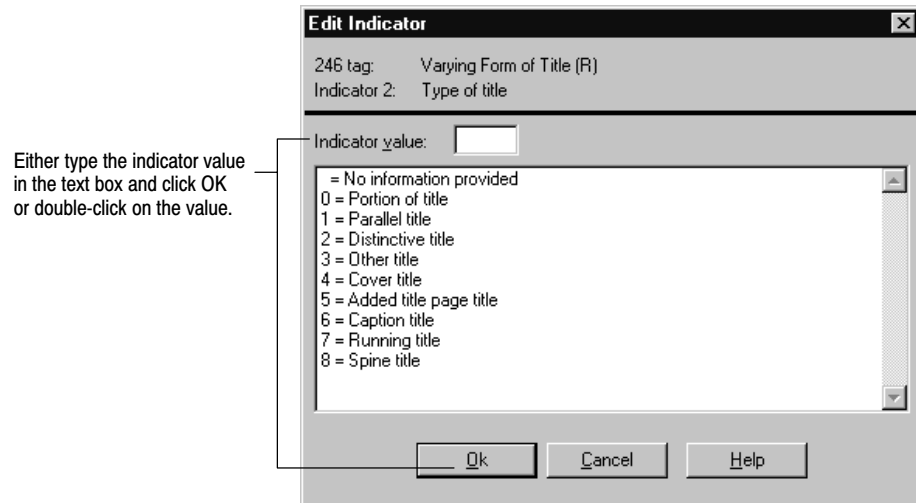 Edit Indicator
246 tag: Varying Form of Title (R)
Indicator 2: Type of title
Indicator value:
Either type the indicator value
in the text box and click OK
or double-click on the value.
= No information provided
0 = Portion of title
1 = Parallel title
2 = Distinctive title
3 = Other title
4 = Cover title
5 = Added title page title
6 = Caption title
7 = Running title
8 = Spine title
Ok Cancel Help